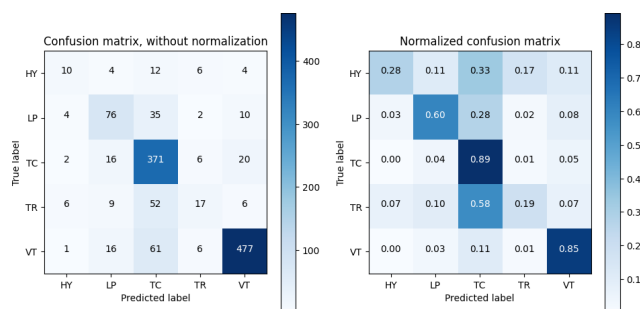 Confusion matrix, without normalization
True label
HY 10 4 12 6 4
LP 4 76 35 2 10
TC 2 16 371 6 20
TR 6 9 52 17 6
VT 1 16 61 6 477
HY LP TC TR VT
Predicted label
400
300
200
100
Normalized confusion matrix
True label
HY 0.28 0.11 0.33 0.17 0.11
LP 0.03 0.60 0.28 0.02 0.08
TC 0.00 0.04 0.89 0.01 0.05
TR 0.07 0.10 0.58 0.19 0.07
VT 0.00 0.03 0.11 0.01 0.85
HY LP TC TR VT
Predicted label
0.8
0.7
0.6
0.5
0.4
0.3
0.2
0.1